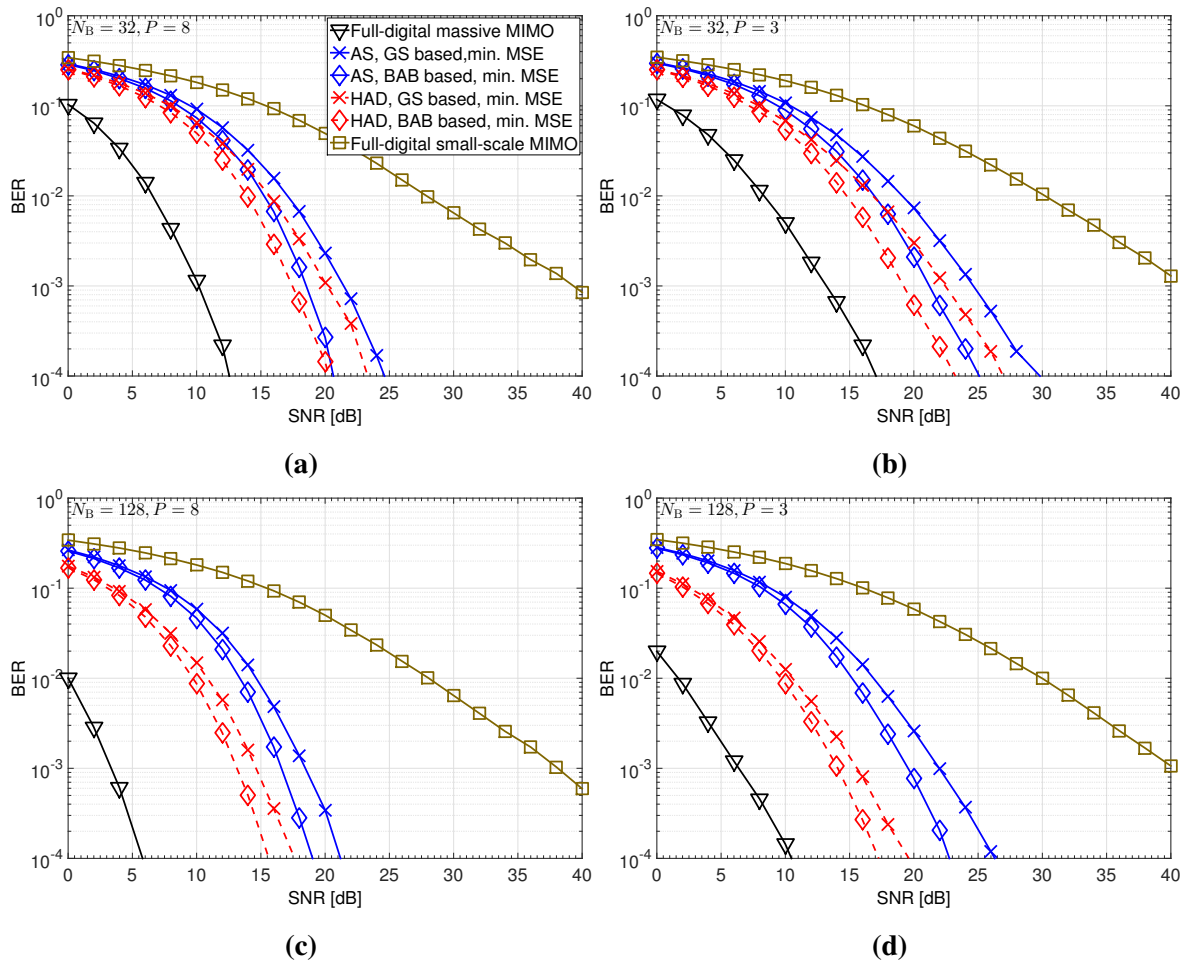 N_B = 32, P = 8
Full-digital massive MIMO
AS, GS based,min. MSE
AS, BAB based, min. MSE
HAD, GS based, min. MSE
HAD, BAB based, min. MSE
Full-digital small-scale MIMO
BER
10^0
10^-1
10^-2
10^-3
10^-4
0 5 10 15 20 25 30 35 40
SNR [dB]
(a)
N_B = 32, P = 3
BER
10^0
10^-1
10^-2
10^-3
10^-4
0 5 10 15 20 25 30 35 40
SNR [dB]
(b)
N_B = 128, P = 8
BER
10^0
10^-1
10^-2
10^-3
10^-4
0 5 10 15 20 25 30 35 40
SNR [dB]
(c)
N_B = 128, P = 3
BER
10^0
10^-1
10^-2
10^-3
10^-4
0 5 10 15 20 25 30 35 40
SNR [dB]
(d)